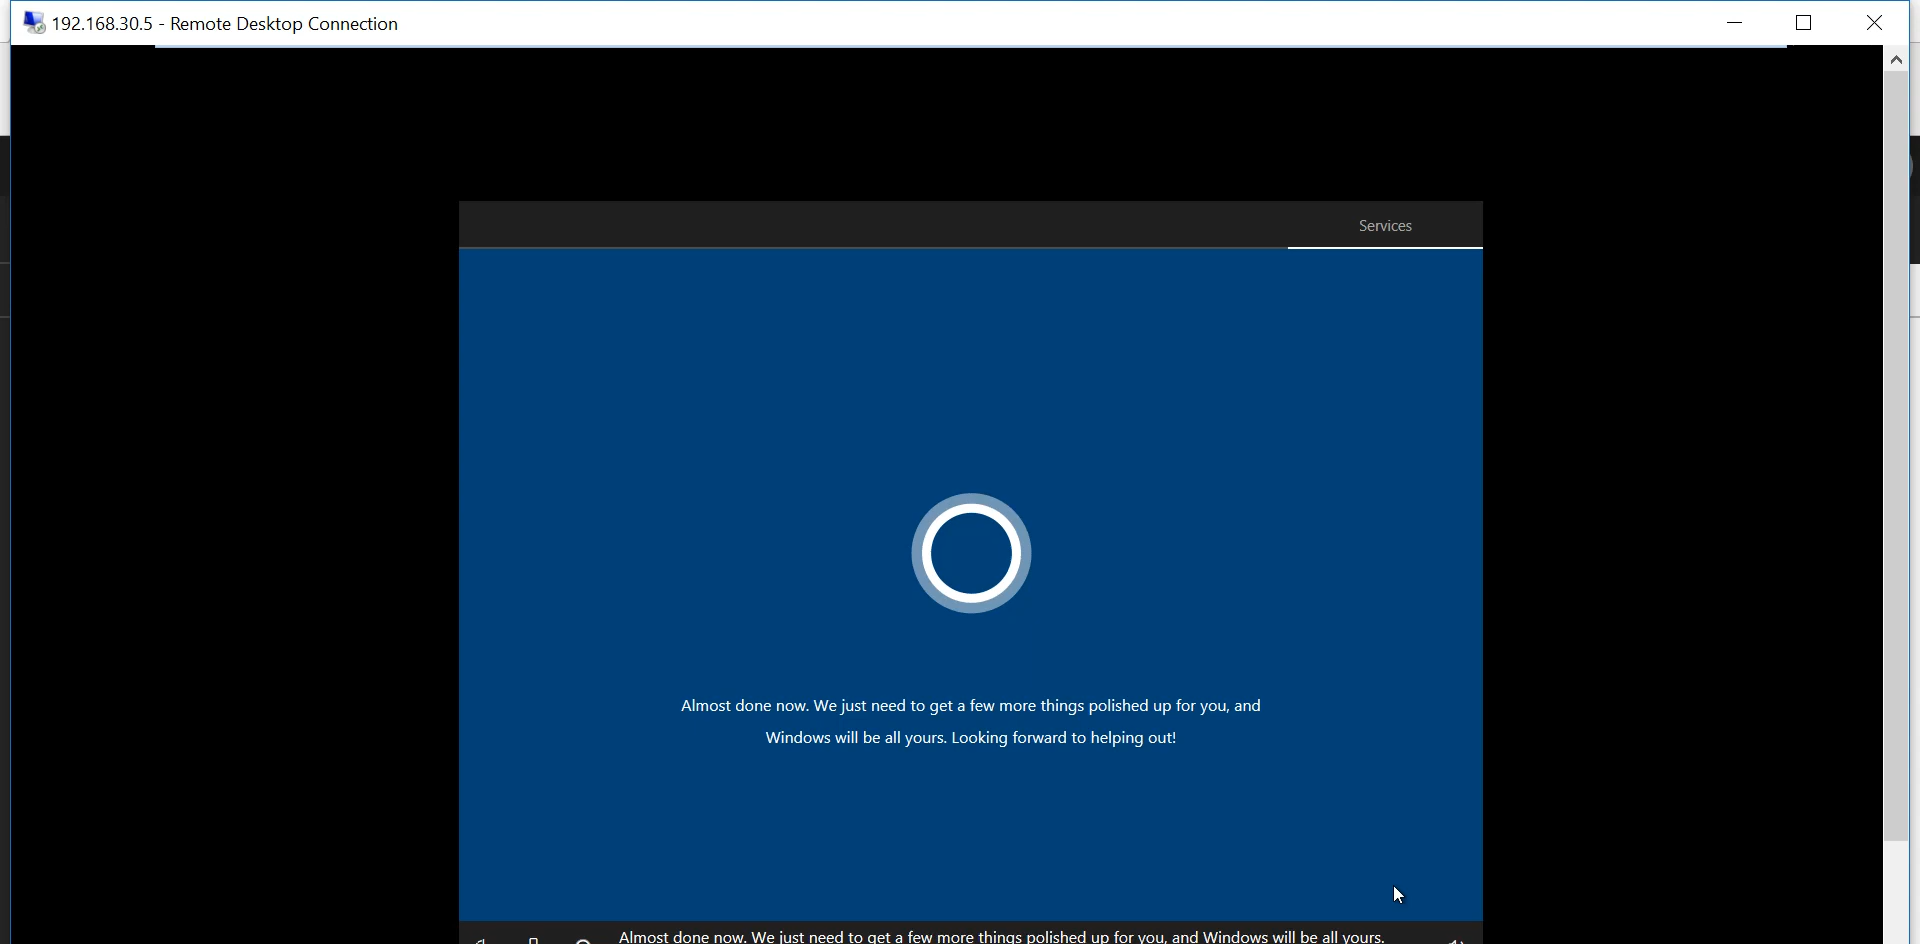 192.168.30.5 - Remote Desktop Connection
Services
Almost done now. We just need to get a few more things polished up for you, and
Windows will be all yours. Looking forward to helping out!
Almost done now. We just need to get a few more things polished up for you, and Windows will be all yours.